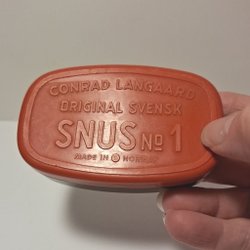 CONRAD LANGAARD
ORIGINAL SVENSK
SNUS No 1
MADE IN NORWAY